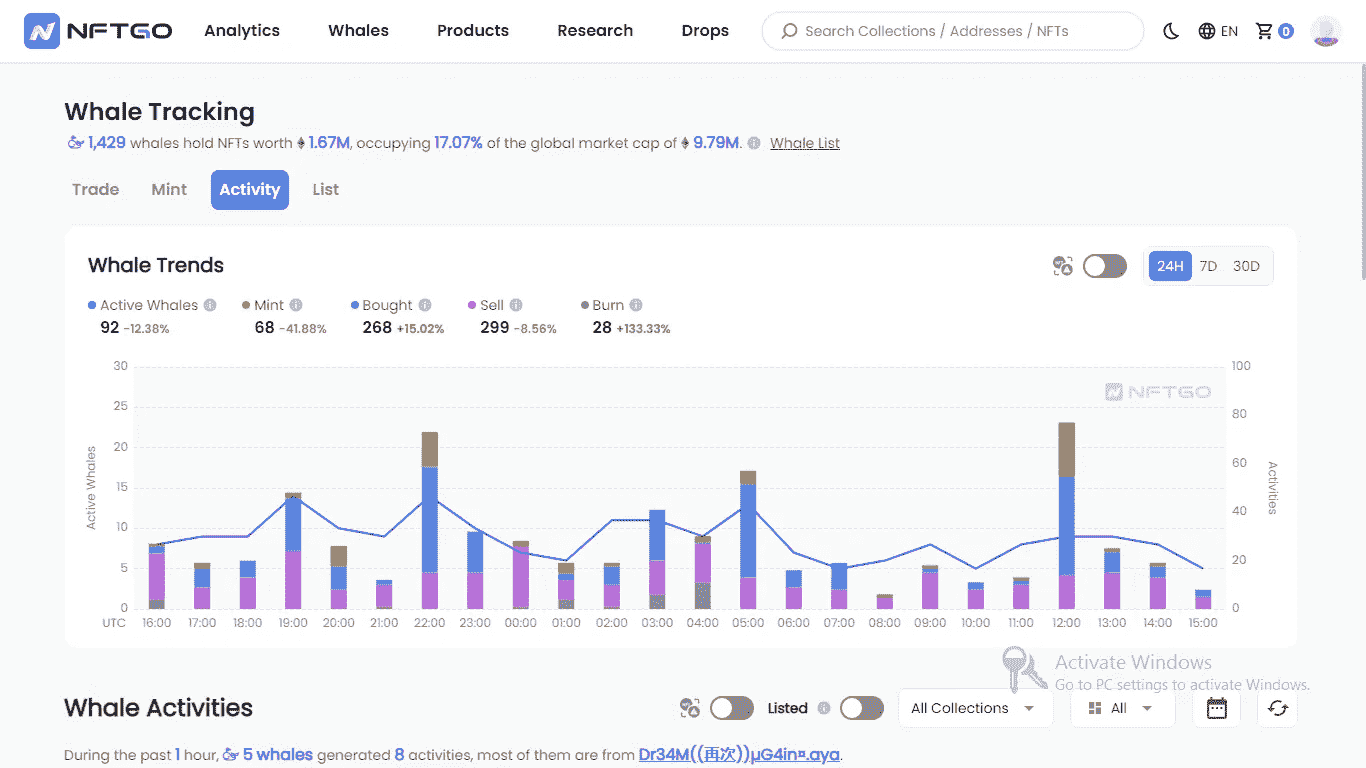 NFTGO Analytics Whales Products Research Drops Search Collections / Addresses / NFTs EN 0
Whale Tracking
1,429 whales hold NFTs worth 1.67M, occupying 17.07% of the global market cap of 9.79M. Whale List
Trade Mint Activity List
Whale Trends 24H 7D 30D
Active Whales Mint Bought Sell Burn
92 -12.38% 68 -41.88% 268 +15.02% 299 -8.56% 28 +133.33%
30 100
NFTGO
25 80
20
15 60
Active Whales Activities
10 40
5 20
0 0
UTC 16:00 17:00 18:00 19:00 20:00 21:00 22:00 23:00 00:00 01:00 02:00 03:00 04:00 05:00 06:00 07:00 08:00 09:00 10:00 11:00 12:00 13:00 14:00 15:00
Activate Windows
Go to PC settings to activate Windows.
Whale Activities Listed All Collections All
During the past 1 hour, 5 whales generated 8 activities, most of them are from Dr34M((再次))μG4in¤.aya.